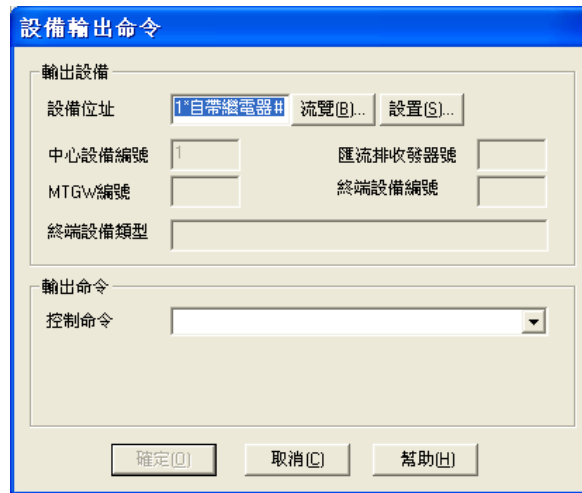 設備輸出命令
輸出設備
設備位址 1*自帶繼電器# 流覽(B)... 設置(S)...
中心設備編號 1 匯流排收發器號
MTGW編號 終端設備編號
終端設備類型
輸出命令
控制命令
確定(O) 取消(C) 幫助(H)